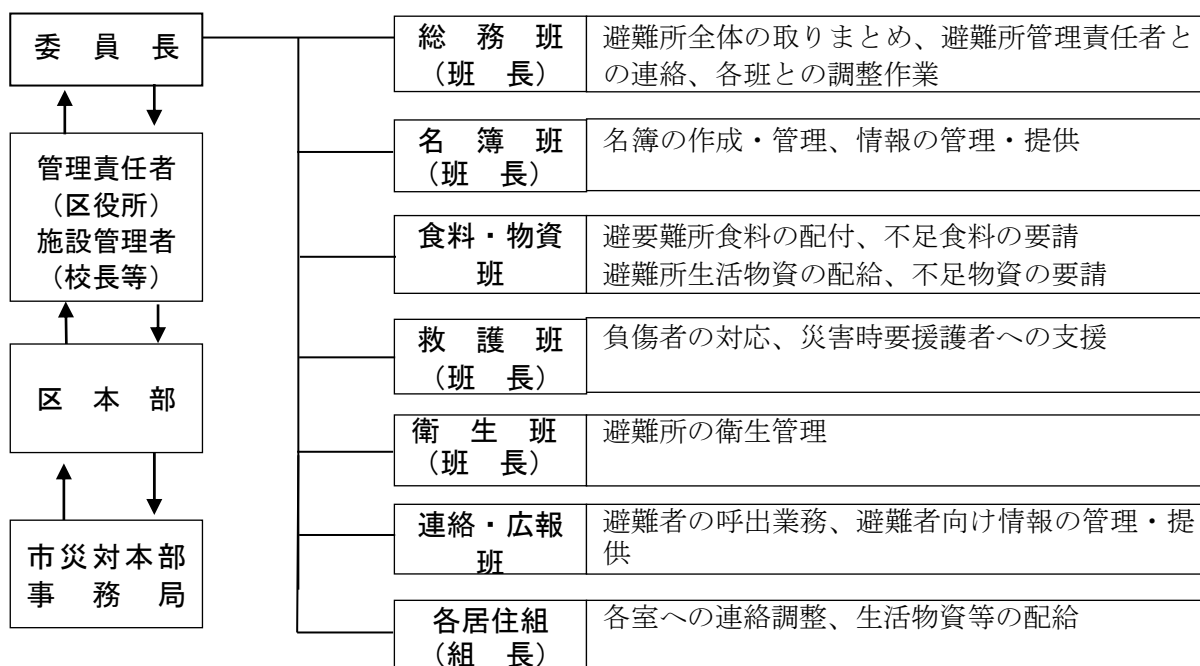 委 員 長
管理責任者
（区役所）
施設管理者
（校長等）
区 本 部
市災対本部
事 務 局
総 務 班
（班 長）
避難所全体の取りまとめ、避難所管理責任者と
の連絡、各班との調整作業
名 簿 班
（班 長）
名簿の作成・管理、情報の管理・提供
食料・物資
班
避要難所食料の配付、不足食料の要請
避難所生活物資の配給、不足物資の要請
救 護 班
（班 長）
負傷者の対応、災害時要援護者への支援
衛 生 班
（班 長）
避難所の衛生管理
連絡・広報
班
避難者の呼出業務、避難者向け情報の管理・提
供
各居住組
（組 長）
各室への連絡調整、生活物資等の配給